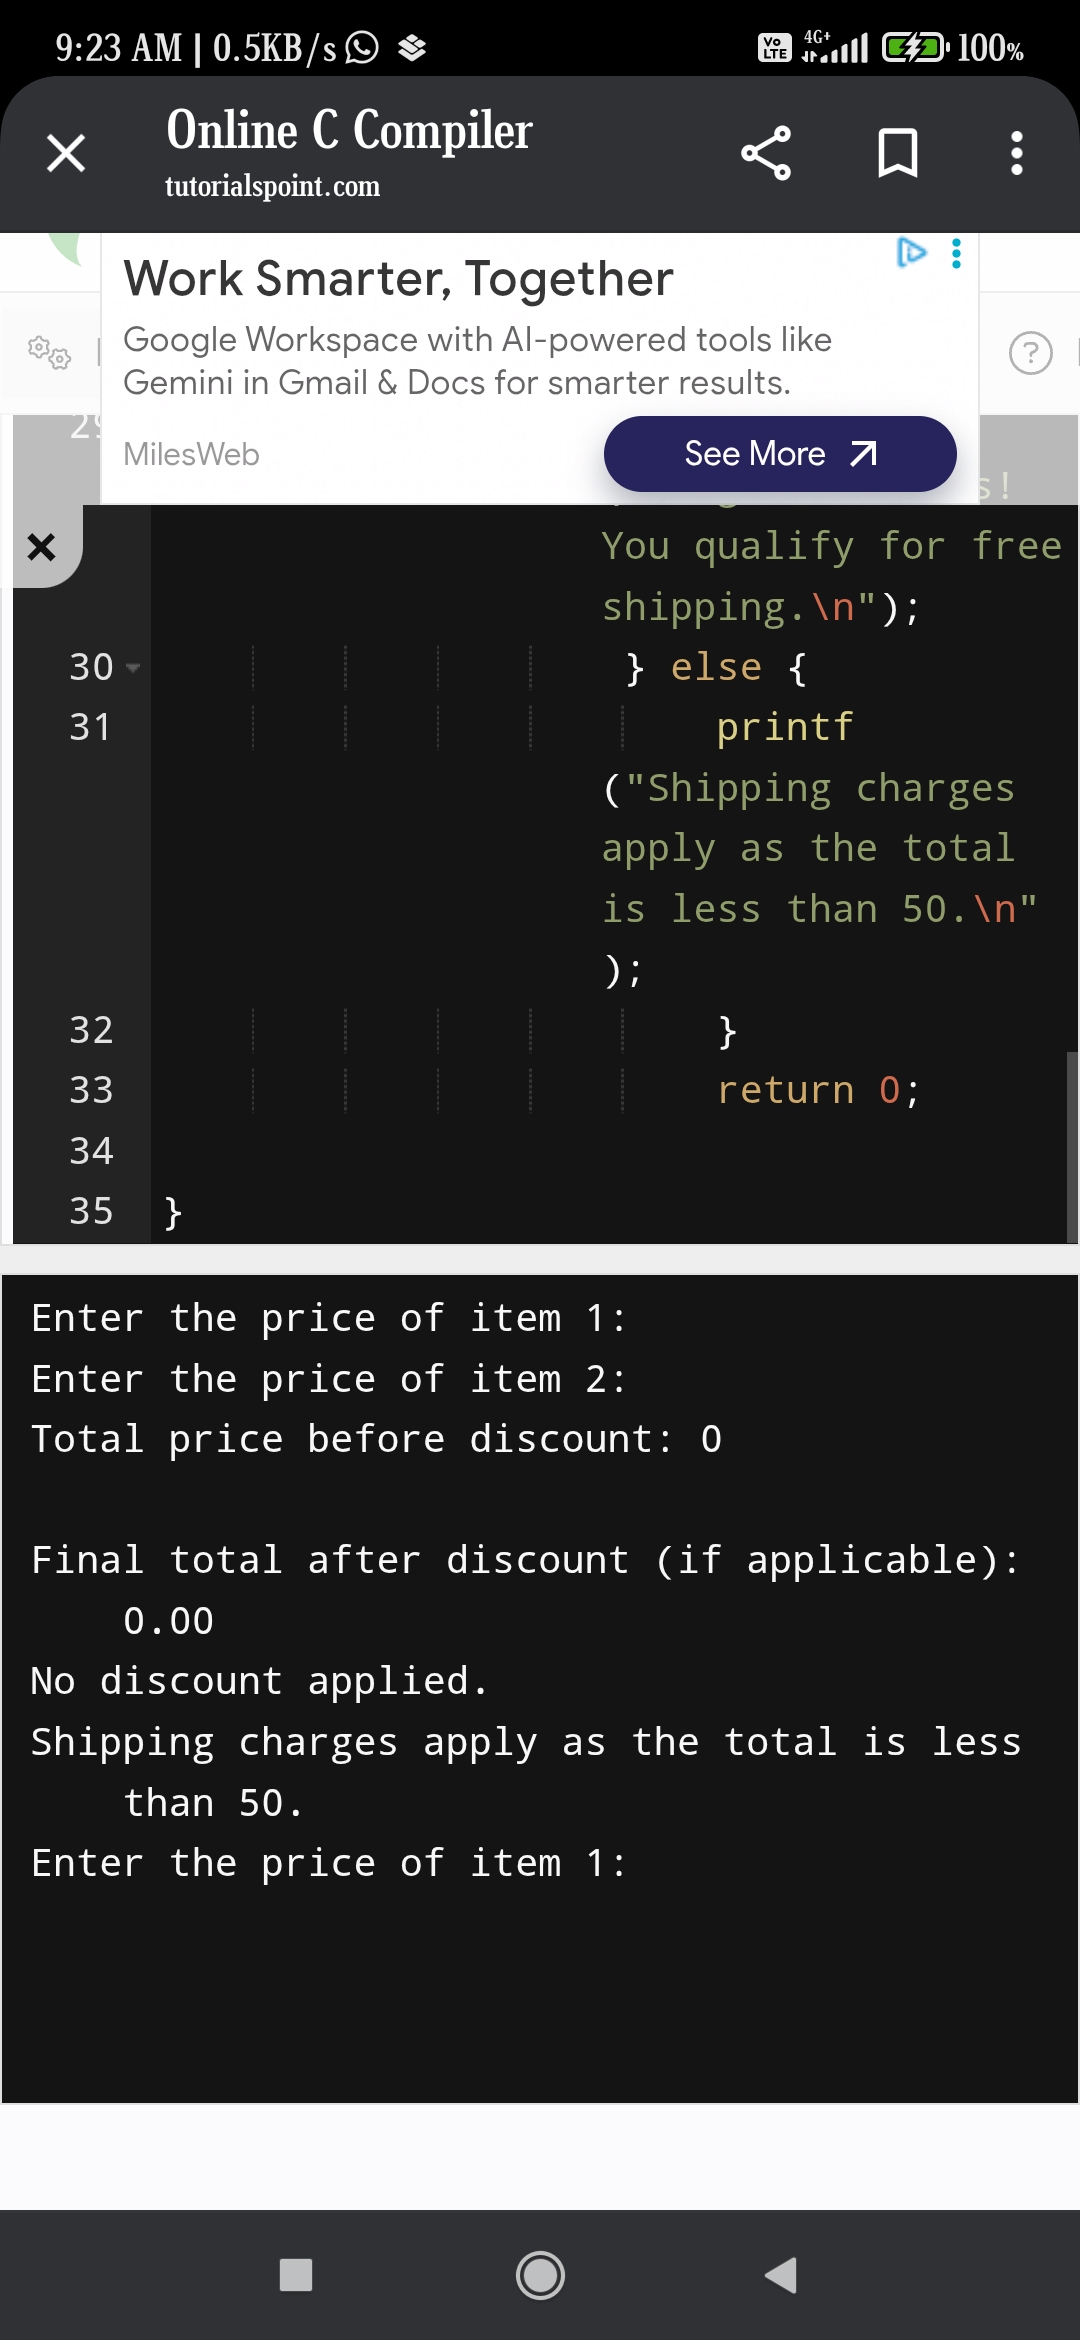 9:23 AM | 0.5KB/s
Vo LTE 4G+ 100%
Online C Compiler
tutorialspoint.com
Work Smarter, Together
Google Workspace with AI-powered tools like
Gemini in Gmail & Docs for smarter results.
MilesWeb
See More
s!
You qualify for free
shipping.\n");
30 } else {
31 printf
("Shipping charges
apply as the total
is less than 50.\n"
);
32 }
33 return 0;
34
35 }
Enter the price of item 1:
Enter the price of item 2:
Total price before discount: 0
Final total after discount (if applicable):
0.00
No discount applied.
Shipping charges apply as the total is less
than 50.
Enter the price of item 1: